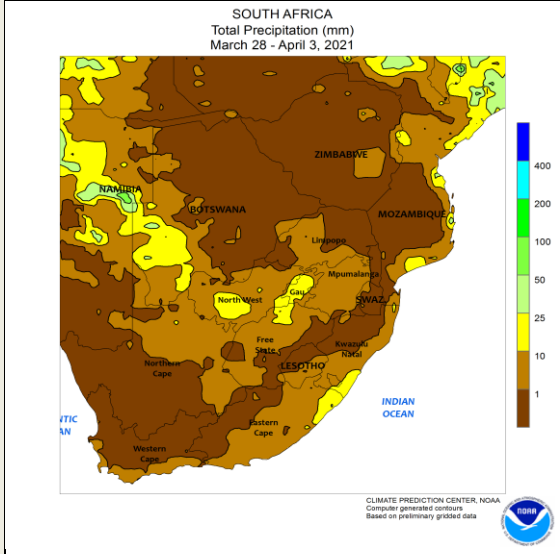 SOUTH AFRICA
Total Precipitation (mm)
March 28 - April 3, 2021
ZIMBABWE
NAMIBIA
BOTSWANA
MOZAMBIQUE
Limpopo
Mpumalanga
Gau
North West
SWAZ.
Free
State
Kwazulu
Natal
LESOTHO
Northern
Cape
Eastern
Cape
Western
Cape
NTIC
AN
INDIAN
OCEAN
400
200
100
50
25
10
1
CLIMATE PREDICTION CENTER, NOAA
Computer generated contours
Based on preliminary gridded data
NOAA